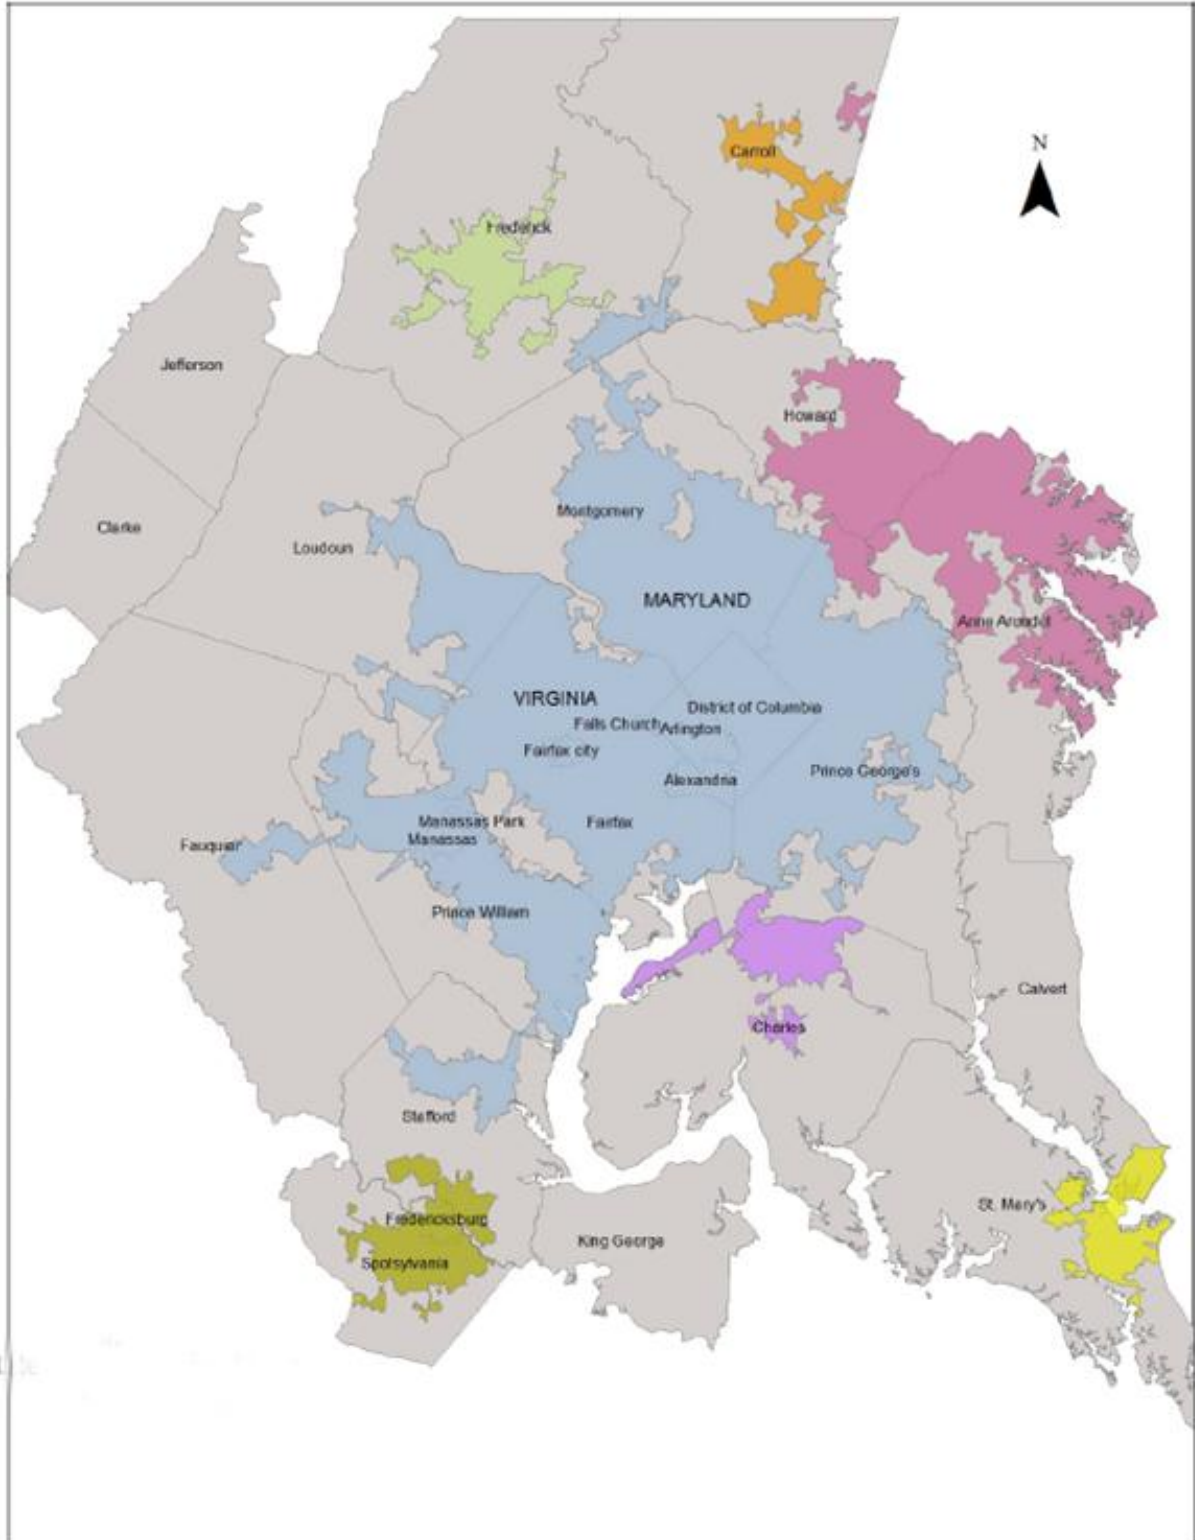 N
Carroll
Frederick
Jefferson
Howard
Montgomery
Clarke
Loudoun
MARYLAND
Anne Arundel
VIRGINIA
District of Columbia
Falls Church
Arlington
Fairfax city
Prince George's
Alexandria
Manassas Park
Fairfax
Manassas
Fauquier
Prince William
Calvert
Charles
Stafford
St. Mary's
Fredericksburg
King George
Spotsylvania